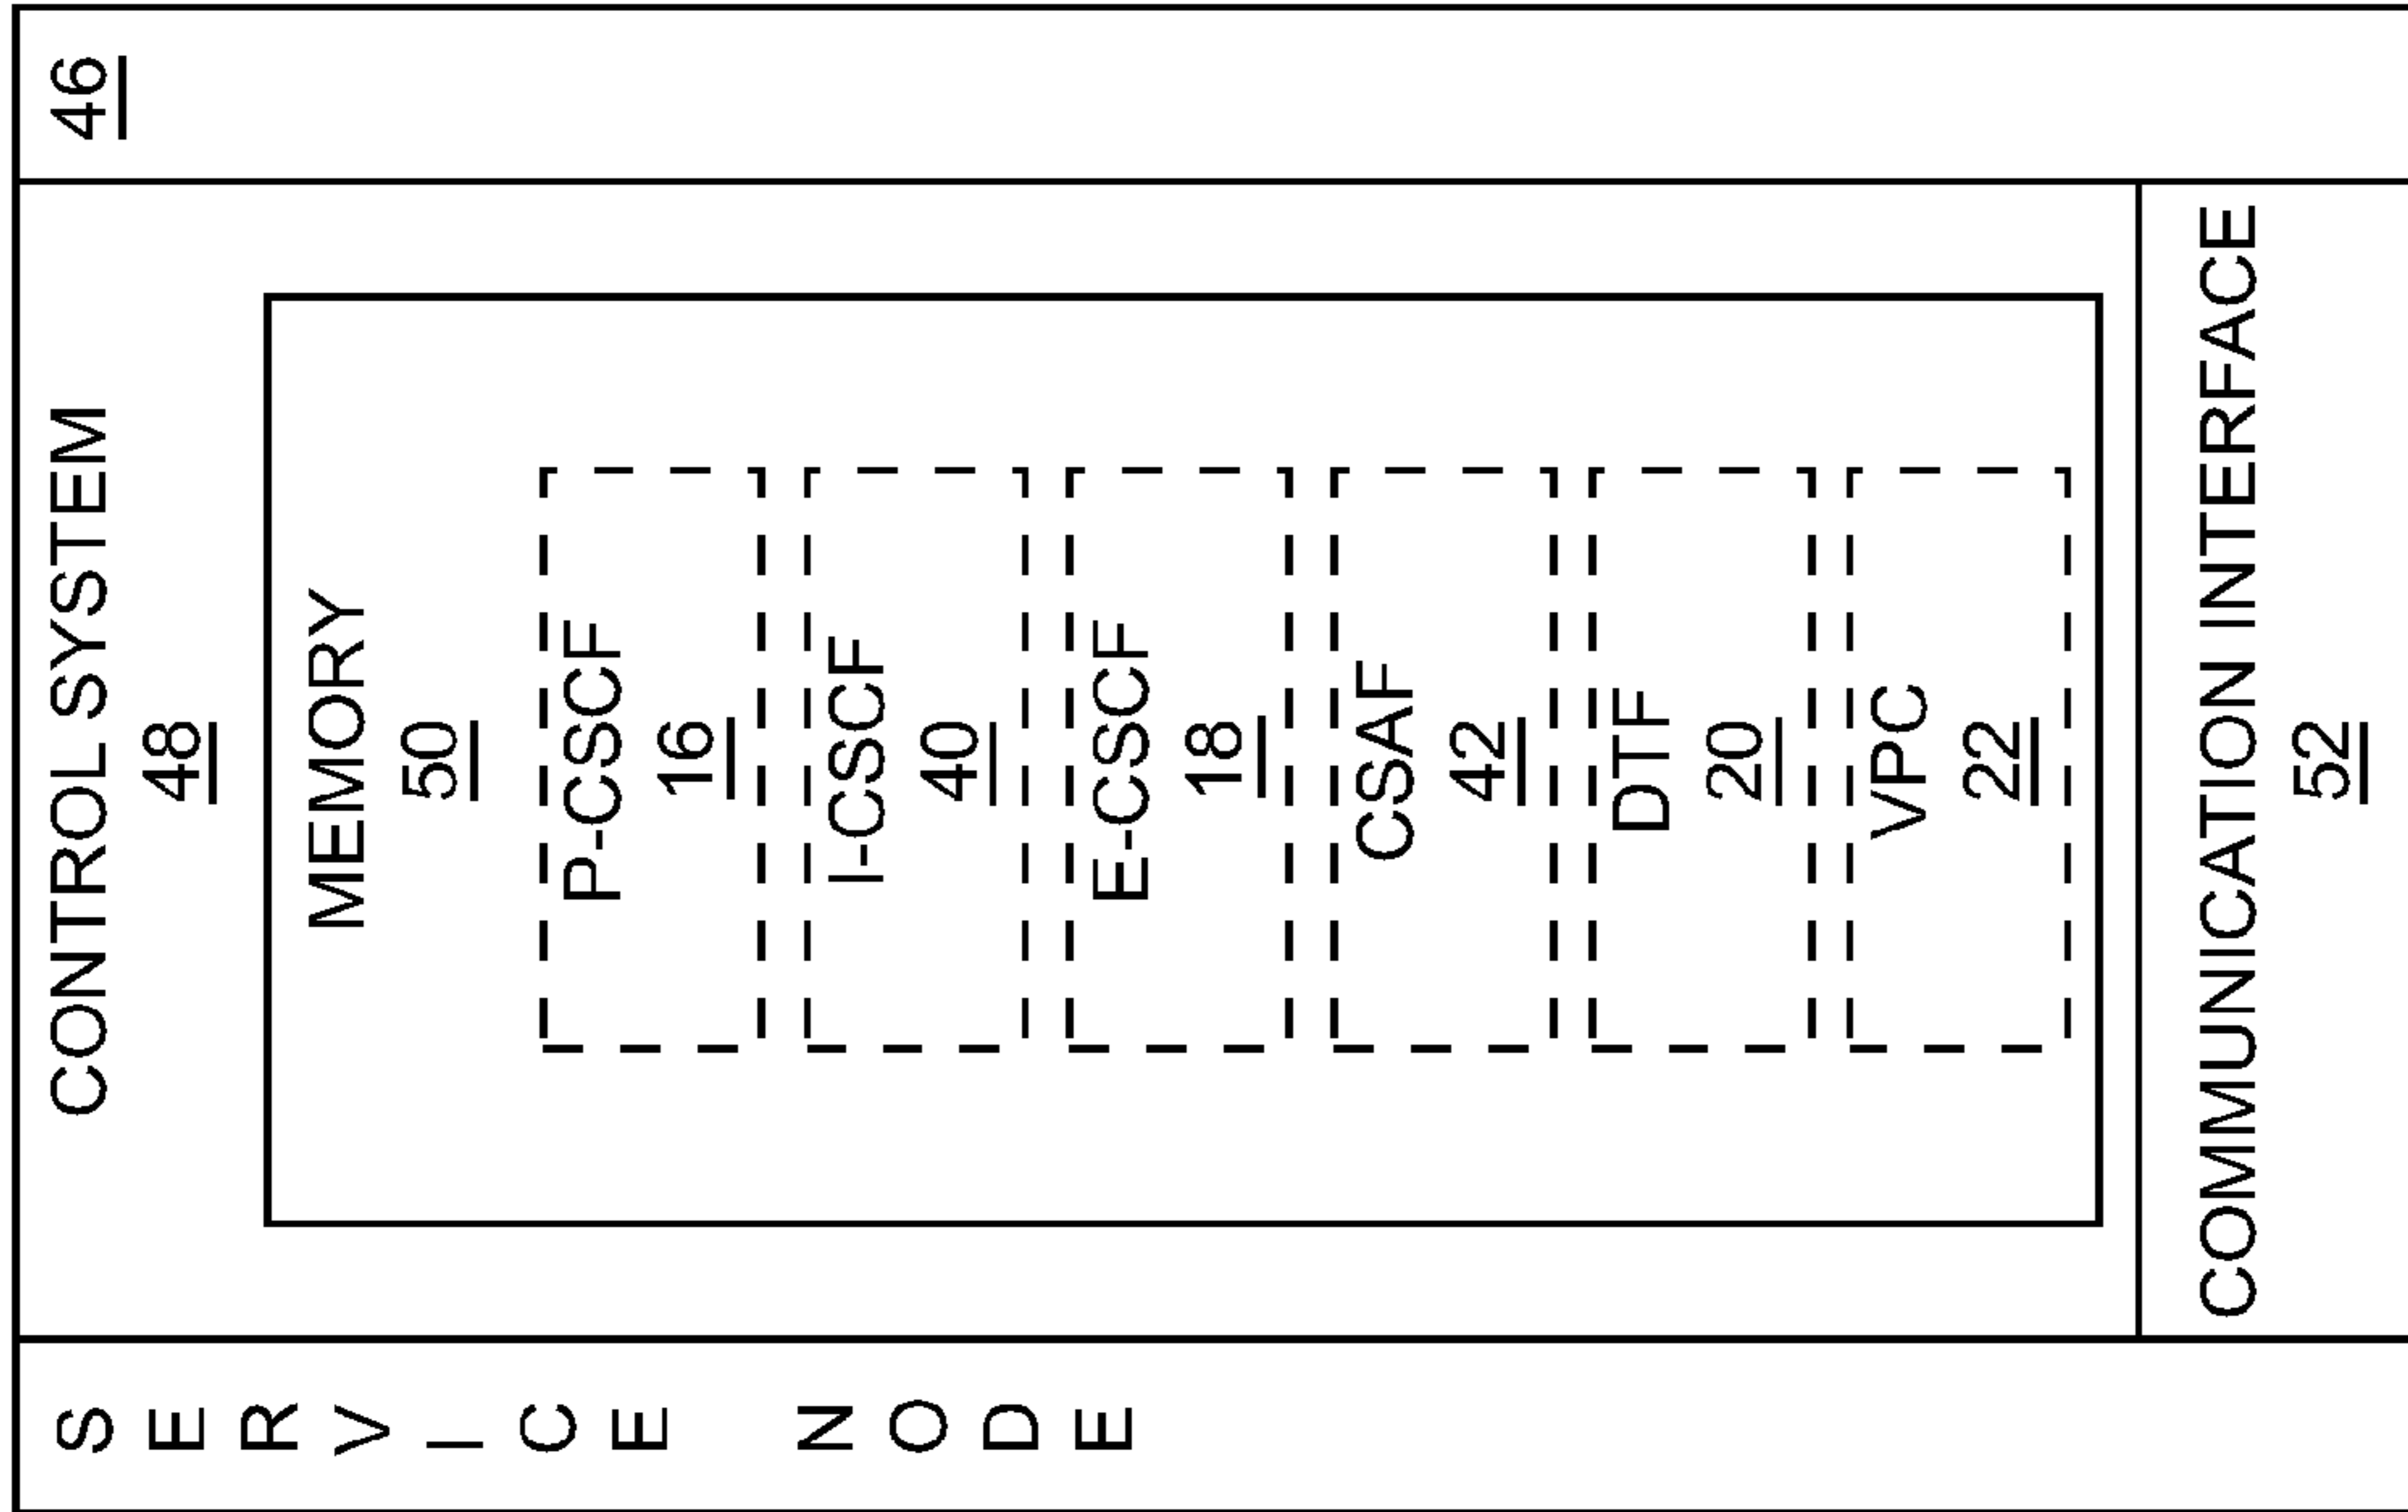 SERVICE NODE
46
CONTROL SYSTEM
48
MEMORY
50
P-CSCF
16
I-CSCF
40
E-CSCF
18
CSAF
42
DTF
20
VPC
22
COMMUNICATION INTERFACE
52